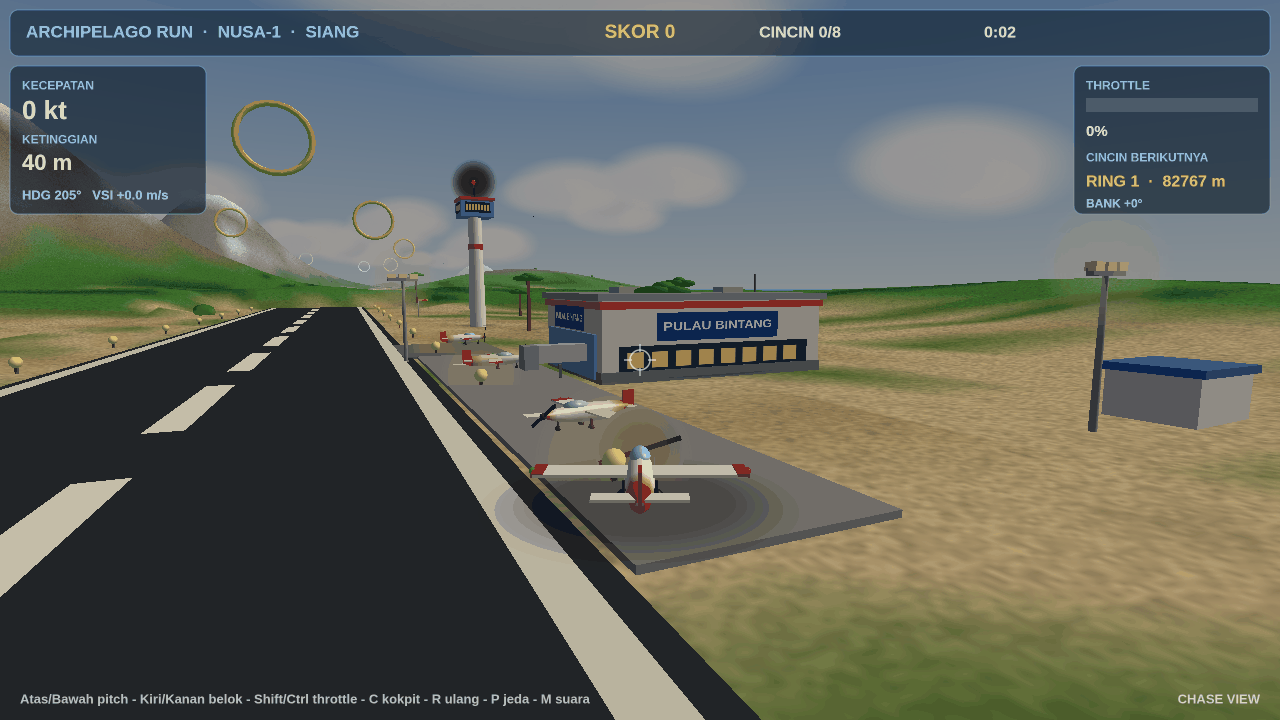 ARCHIPELAGO RUN · NUSA-1 · SIANG
SKOR 0
CINCIN 0/8
0:02
KECEPATAN
0 kt
KETINGGIAN
40 m
HDG 205° VSI +0.0 m/s
THROTTLE
0%
CINCIN BERIKUTNYA
RING 1 · 82767 m
BANK +0°
PULAU BINTANG
Atas/Bawah pitch - Kiri/Kanan belok - Shift/Ctrl throttle - C kokpit - R ulang - P jeda - M suara
CHASE VIEW